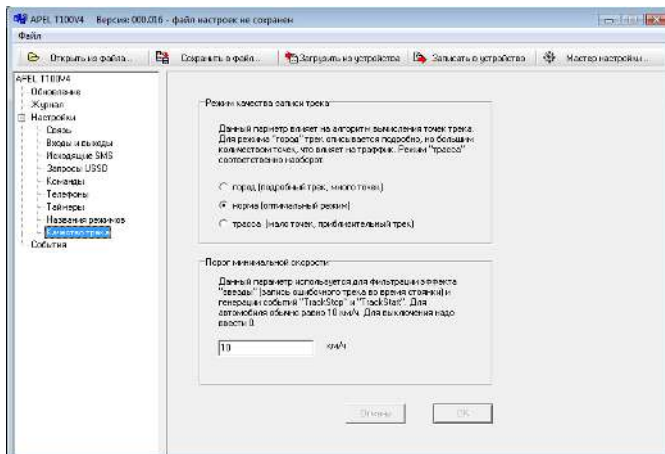 APEL T100V4 Версия: 000.016 - файл настроек не сохранен
Файл
Открыть из файла... Сохранить в файл... Загрузить из устройства Записать в устройство Мастер настройки...
APEL T100V4
Обновление
Журнал
Настройки
Связь
Входы и выходы
Исходящие SMS
Запросы USSD
Команды
Телефоны
Таймеры
Названия режимов
Качество трека
События
Режим качества записи трека
Данный параметр влияет на алгоритм вычисления точек трека.
Для режима "город" трек описывается подробно, но большим
количеством точек, что влияет на траффик. Режим "трасса"
соответственно наоборот.
город (подробный трек, много точек)
норма (оптимальный режим)
трасса (мало точек, приблизительный трек)
Порог минимальной скорости
Данный параметр используется для фильтрации эффекта
"звезды" (запись ошибочного трека во время стоянки) и
генерации событий "TrackStop" и "TrackStart". Для
автомобиля обычно равно 10 км/ч. Для выключения надо
ввести 0.
10 км/ч
Отмена OK